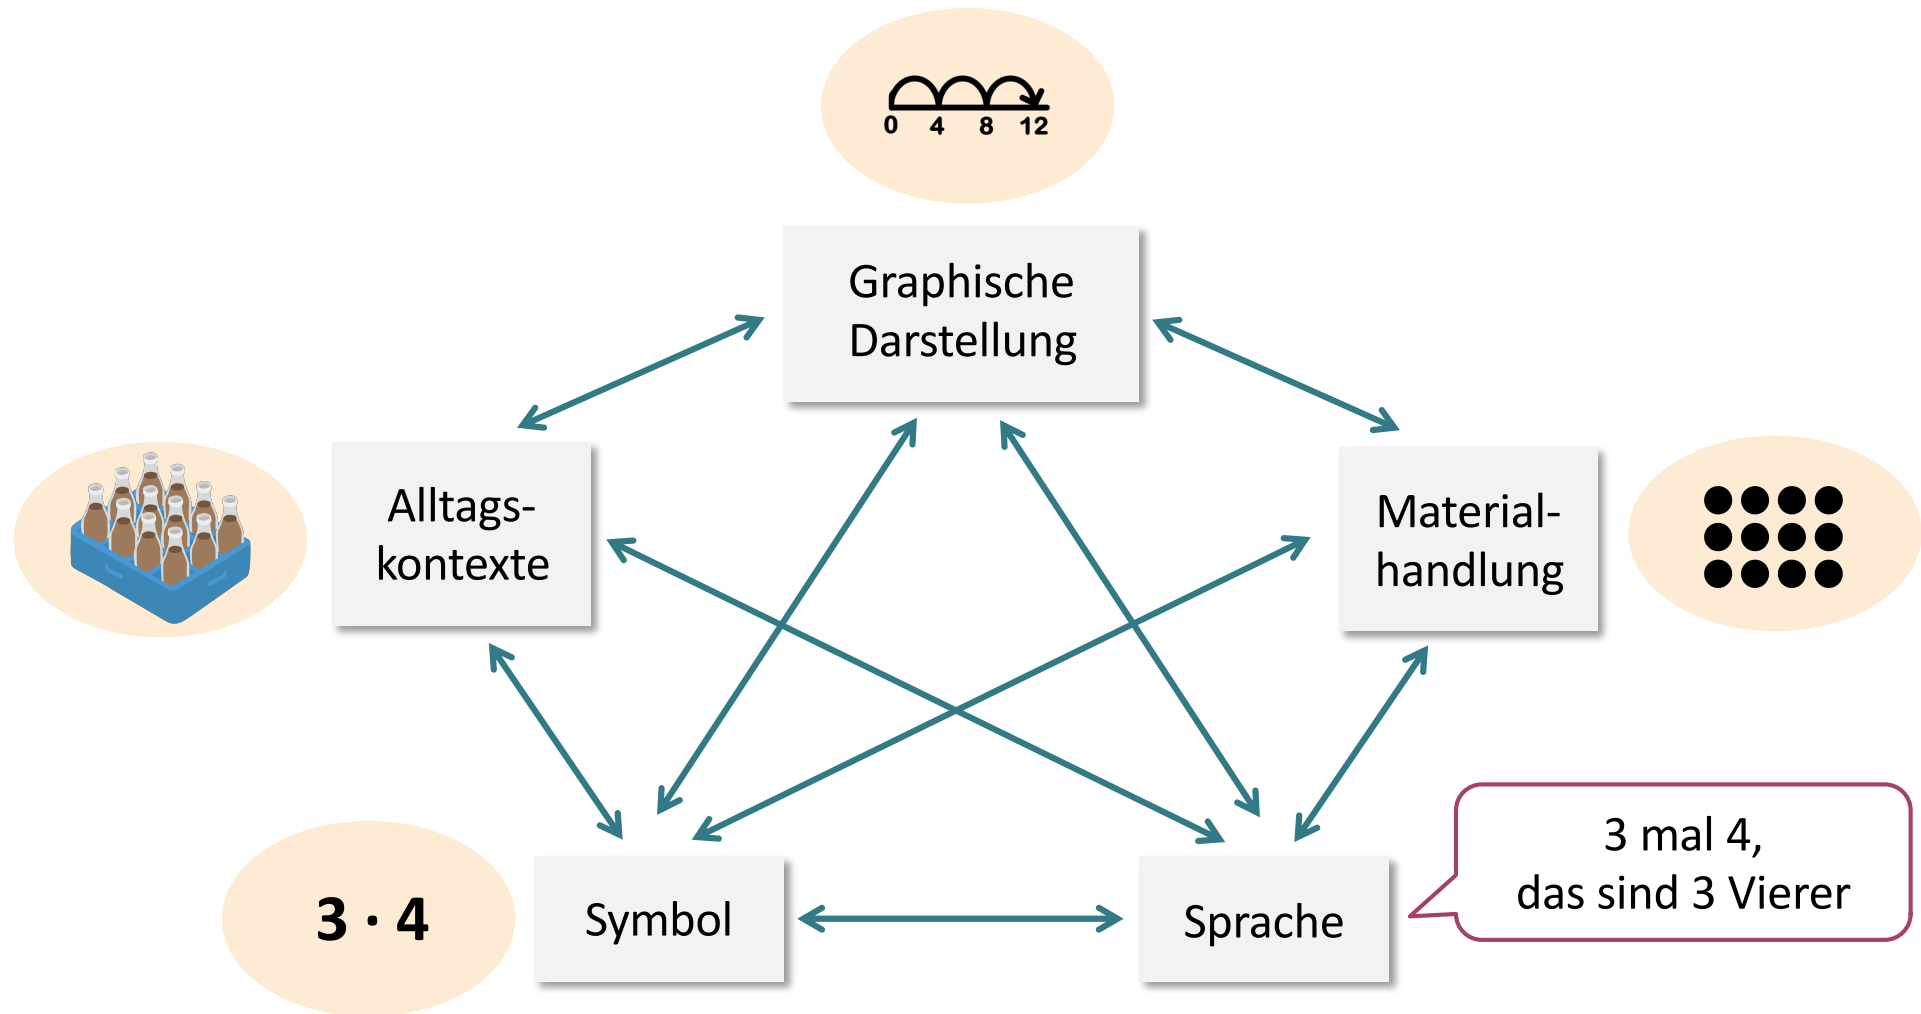 0 4 8 12
Graphische
Darstellung
Alltags-
kontexte
Material-
handlung
3 · 4
Symbol
Sprache
3 mal 4,
das sind 3 Vierer